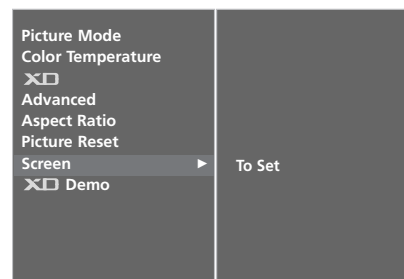 Picture Mode
Color Temperature
XD
Advanced
Aspect Ratio
Picture Reset
Screen ►
XD Demo
To Set